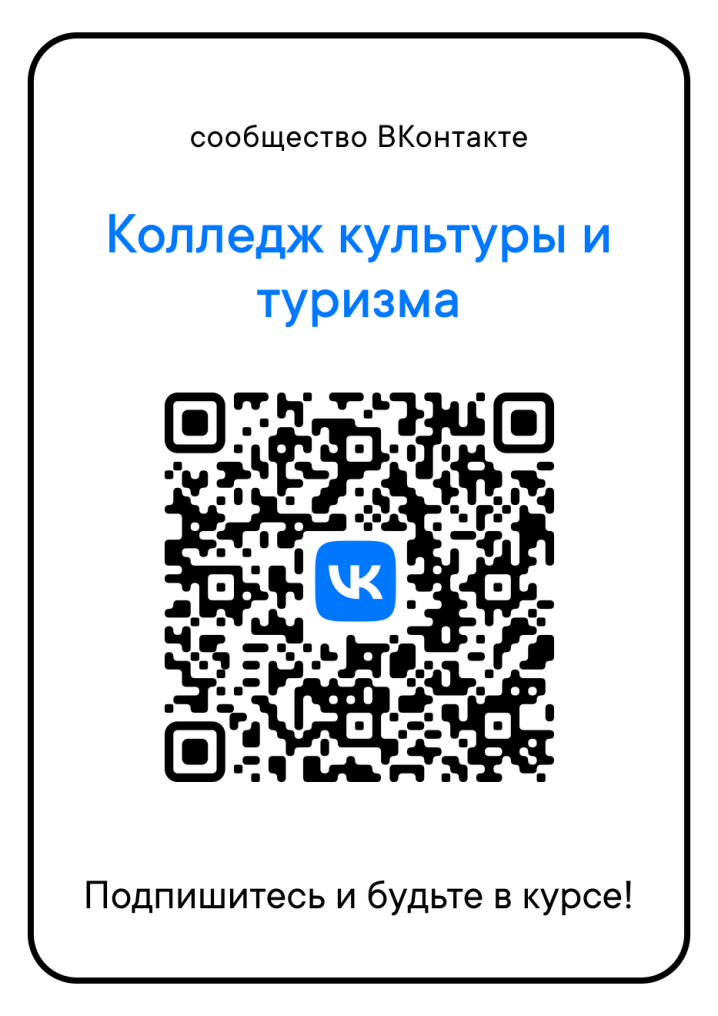 сообщество ВКонтакте
Колледж культуры и
туризма
Подпишитесь и будьте в курсе!